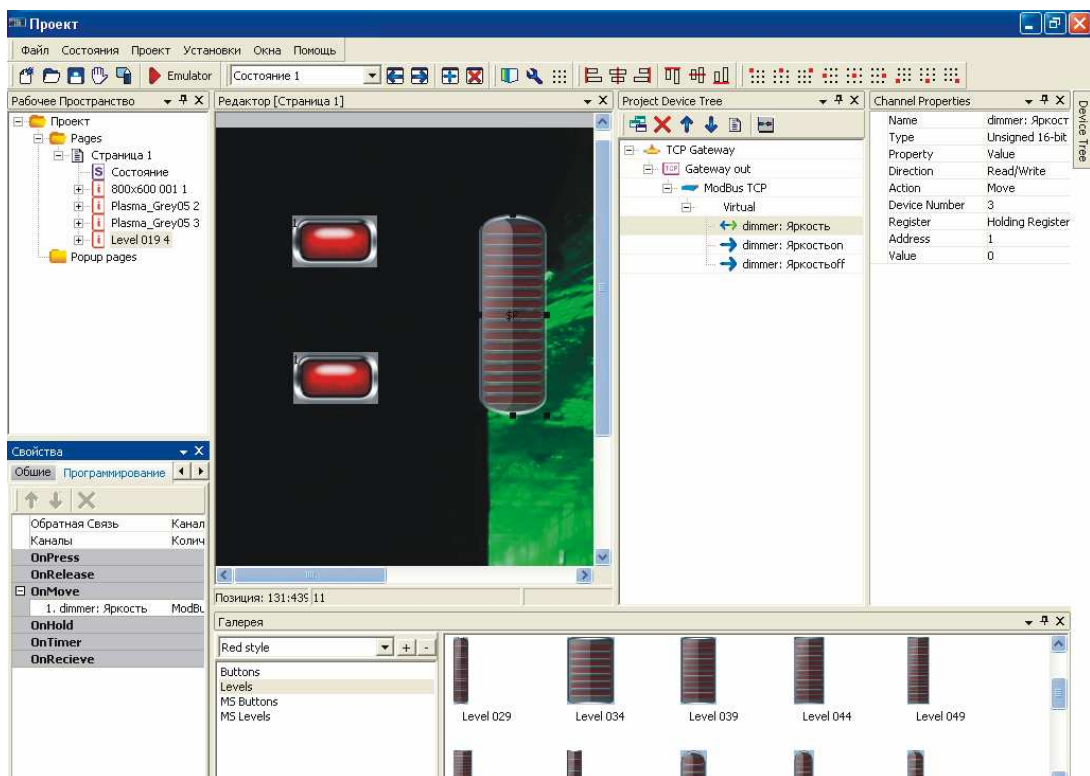 Проект
Файл Состояния Проект Установки Окна Помощь
Emulator Состояние 1
Рабочее Пространство
Проект
Pages
Страница 1
S Состояние
800x600 001 1
Plasma_Grey05 2
Plasma_Grey05 3
Level 019 4
Popup pages
Редактор [Страница 1]
1
1
Позиция: 131:439 11
Project Device Tree
TCP Gateway
TCP Gateway out
ModBus TCP
Virtual
dimmer: Яркость
dimmer: Яркостьon
dimmer: Яркостьoff
Channel Properties
Name dimmer: Яркост
Type Unsigned 16-bit
Property Value
Direction Read/Write
Action Move
Device Number 3
Register Holding Register
Address 1
Value 0
Device Tree
Свойства
Общие Программирование
Обратная Связь Канал
Каналы Колич
OnPress
OnRelease
OnMove
1. dimmer: Яркость ModBu
OnHold
OnTimer
OnRecieve
Галерея
Red style + -
Buttons
Levels
MS Buttons
MS Levels
Level 029 Level 034 Level 039 Level 044 Level 049